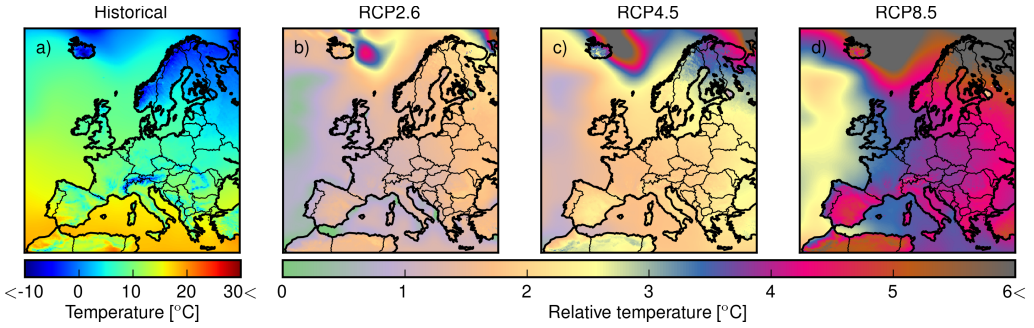 Historical RCP2.6 RCP4.5 RCP8.5
a) b) c) d)
<-10 0 10 20 30< 0 1 2 3 4 5 6<
Temperature [°C] Relative temperature [°C]